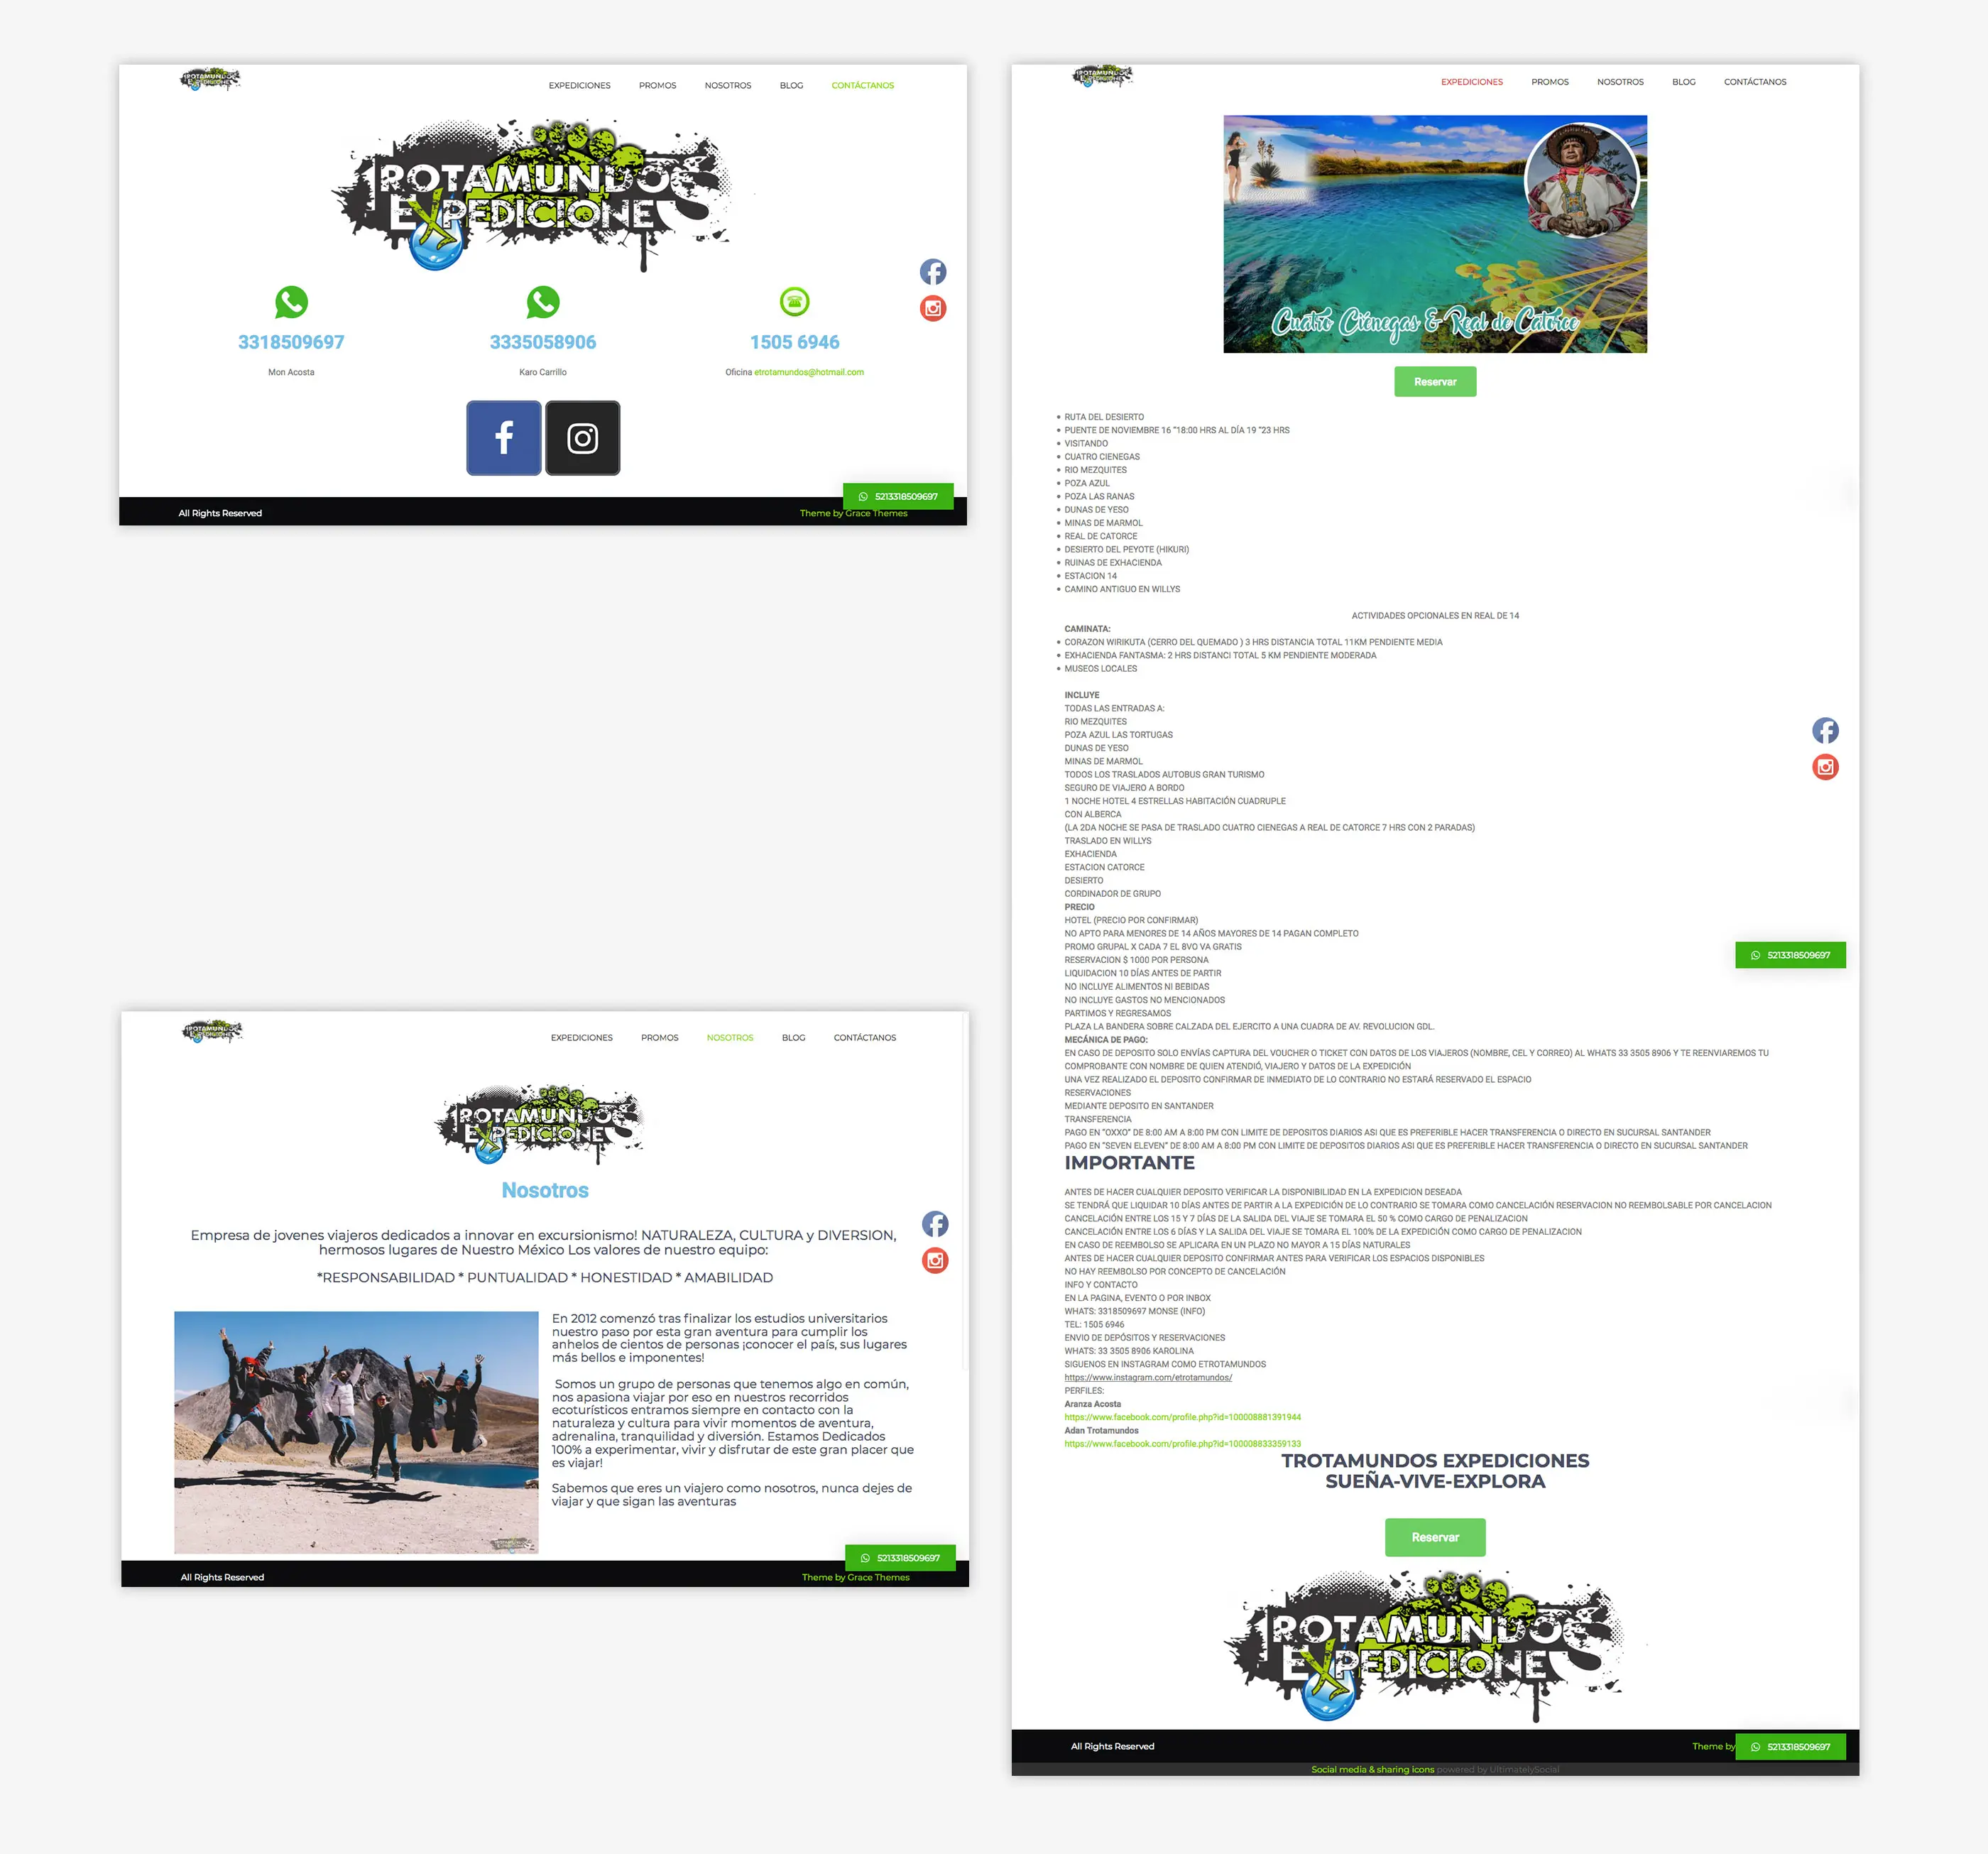 TROTAMUNDOS
EXPEDICIONES
EXPEDICIONES PROMOS NOSOTROS BLOG CONTÁCTANOS
TROTAMUNDOS
EXPEDICIONES
3318509697 3335058906 1505 6946
Mon Acosta Karo Carrillo Oficina etrotamundos@hotmail.com
5213318509697
All Rights Reserved Theme by Grace Themes
TROTAMUNDOS
EXPEDICIONES
EXPEDICIONES PROMOS NOSOTROS BLOG CONTÁCTANOS
TROTAMUNDOS
EXPEDICIONES
Nosotros
Empresa de jovenes viajeros dedicados a innovar en excursionismo! NATURALEZA, CULTURA y DIVERSION,
hermosos lugares de Nuestro México Los valores de nuestro equipo:
*RESPONSABILIDAD * PUNTUALIDAD * HONESTIDAD * AMABILIDAD
En 2012 comenzó tras finalizar los estudios universitarios
nuestro paso por esta gran aventura para cumplir los
anhelos de cientos de personas ¡conocer el país, sus lugares
más bellos e imponentes!
Somos un grupo de personas que tenemos algo en común,
nos apasiona viajar por eso en nuestros recorridos
ecoturísticos entramos siempre en contacto con la
naturaleza y cultura para vivir momentos de aventura,
adrenalina, tranquilidad y diversión. Estamos Dedicados
100% a experimentar, vivir y disfrutar de este gran placer que
es viajar!
Sabemos que eres un viajero como nosotros, nunca dejes de
viajar y que sigan las aventuras
5213318509697
All Rights Reserved Theme by Grace Themes
TROTAMUNDOS
EXPEDICIONES
EXPEDICIONES PROMOS NOSOTROS BLOG CONTÁCTANOS
Cuatro Ciénegas & Real de Catorce
Reservar
RUTA DEL DESIERTO
PUENTE DE NOVIEMBRE 16 "18:00 HRS AL DÍA 19 "23 HRS
VISITANDO
CUATRO CIENEGAS
RIO MEZQUITES
POZA AZUL
POZA LAS RANAS
DUNAS DE YESO
MINAS DE MARMOL
REAL DE CATORCE
DESIERTO DEL PEYOTE (HIKURI)
RUINAS DE EXHACIENDA
ESTACION 14
CAMINO ANTIGUO EN WILLYS
ACTIVIDADES OPCIONALES EN REAL DE 14
CAMINATA:
CORAZON WIRIKUTA (CERRO DEL QUEMADO ) 3 HRS DISTANCIA TOTAL 11KM PENDIENTE MEDIA
EXHACIENDA FANTASMA: 2 HRS DISTANCI TOTAL 5 KM PENDIENTE MODERADA
MUSEOS LOCALES
INCLUYE
TODAS LAS ENTRADAS A:
RIO MEZQUITES
POZA AZUL LAS TORTUGAS
DUNAS DE YESO
MINAS DE MARMOL
TODOS LOS TRASLADOS AUTOBUS GRAN TURISMO
SEGURO DE VIAJERO A BORDO
1 NOCHE HOTEL 4 ESTRELLAS HABITACIÓN CUADRUPLE
CON ALBERCA
(LA 2DA NOCHE SE PASA DE TRASLADO CUATRO CIENEGAS A REAL DE CATORCE 7 HRS CON 2 PARADAS)
TRASLADO EN WILLYS
EXHACIENDA
ESTACION CATORCE
DESIERTO
CORDINADOR DE GRUPO
PRECIO
HOTEL (PRECIO POR CONFIRMAR)
NO APTO PARA MENORES DE 14 AÑOS MAYORES DE 14 PAGAN COMPLETO
PROMO GRUPAL X CADA 7 EL 8VO VA GRATIS
RESERVACION $ 1000 POR PERSONA
LIQUIDACION 10 DÍAS ANTES DE PARTIR
NO INCLUYE ALIMENTOS NI BEBIDAS
NO INCLUYE GASTOS NO MENCIONADOS
PARTIMOS Y REGRESAMOS
PLAZA LA BANDERA SOBRE CALZADA DEL EJERCITO A UNA CUADRA DE AV. REVOLUCION GDL.
5213318509697
MECÁNICA DE PAGO:
EN CASO DE DEPOSITO SOLO ENVÍAS CAPTURA DEL VOUCHER O TICKET CON DATOS DE LOS VIAJEROS (NOMBRE, CEL Y CORREO) AL WHATS 33 3505 8906 Y TE REENVIAREMOS TU
COMPROBANTE CON NOMBRE DE QUIEN ATENDIÓ, VIAJERO Y DATOS DE LA EXPEDICIÓN
UNA VEZ REALIZADO EL DEPOSITO CONFIRMAR DE INMEDIATO DE LO CONTRARIO NO ESTARÁ RESERVADO EL ESPACIO
RESERVACIONES
MEDIANTE DEPOSITO EN SANTANDER
TRANSFERENCIA
PAGO EN "OXXO" DE 8:00 AM A 8:00 PM CON LIMITE DE DEPOSITOS DIARIOS ASI QUE ES PREFERIBLE HACER TRANSFERENCIA O DIRECTO EN SUCURSAL SANTANDER
PAGO EN "SEVEN ELEVEN" DE 8:00 AM A 8:00 PM CON LIMITE DE DEPOSITOS DIARIOS ASI QUE ES PREFERIBLE HACER TRANSFERENCIA O DIRECTO EN SUCURSAL SANTANDER
IMPORTANTE
ANTES DE HACER CUALQUIER DEPOSITO VERIFICAR LA DISPONIBILIDAD EN LA EXPEDICION DESEADA
SE TENDRÁ QUE LIQUIDAR 10 DÍAS ANTES DE PARTIR A LA EXPEDICIÓN DE LO CONTRARIO SE TOMARA COMO CANCELACIÓN RESERVACION NO REEMBOLSABLE POR CANCELACION
CANCELACIÓN ENTRE LOS 15 Y 7 DÍAS DE LA SALIDA DEL VIAJE SE TOMARA EL 50 % COMO CARGO DE PENALIZACION
CANCELACIÓN ENTRE LOS 6 DÍAS Y LA SALIDA DEL VIAJE SE TOMARA EL 100% DE LA EXPEDICIÓN COMO CARGO DE PENALIZACION
EN CASO DE REEMBOLSO SE APLICARA EN UN PLAZO NO MAYOR A 15 DÍAS NATURALES
ANTES DE HACER CUALQUIER DEPOSITO CONFIRMAR ANTES PARA VERIFICAR LOS ESPACIOS DISPONIBLES
NO HAY REEMBOLSO POR CONCEPTO DE CANCELACIÓN
INFO Y CONTACTO
EN LA PAGINA, EVENTO O POR INBOX
WHATS: 3318509697 MONSE (INFO)
TEL: 1505 6946
ENVIO DE DEPÓSITOS Y RESERVACIONES
WHATS: 33 3505 8906 KAROLINA
SIGUENOS EN INSTAGRAM COMO ETROTAMUNDOS
https://www.instagram.com/etrotamundos/
PERFILES:
Aranza Acosta
https://www.facebook.com/profile.php?id=100008881391944
Adan Trotamundos
https://www.facebook.com/profile.php?id=100008833359133
TROTAMUNDOS EXPEDICIONES
SUEÑA-VIVE-EXPLORA
Reservar
TROTAMUNDOS
EXPEDICIONES
All Rights Reserved Theme by 5213318509697
Social media & sharing icons powered by UltimatelySocial